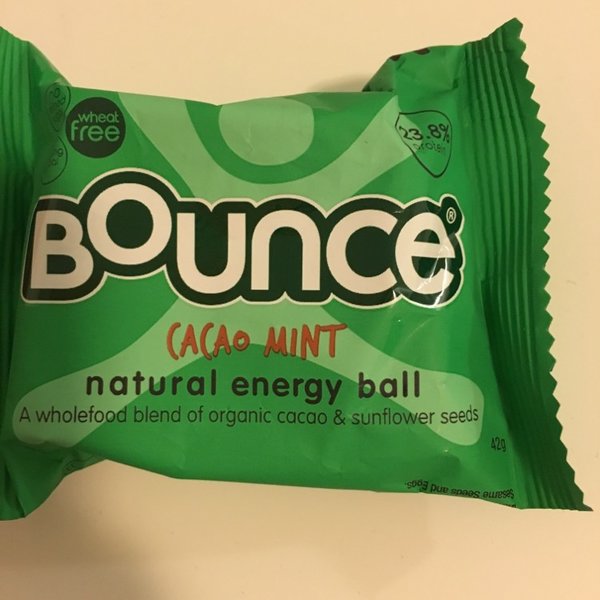 wheat
free
23.8%
protein
BOUNCE®
CACAO MINT
natural energy ball
A wholefood blend of organic cacao & sunflower seeds
42g
Sesame Seeds and Eggs.